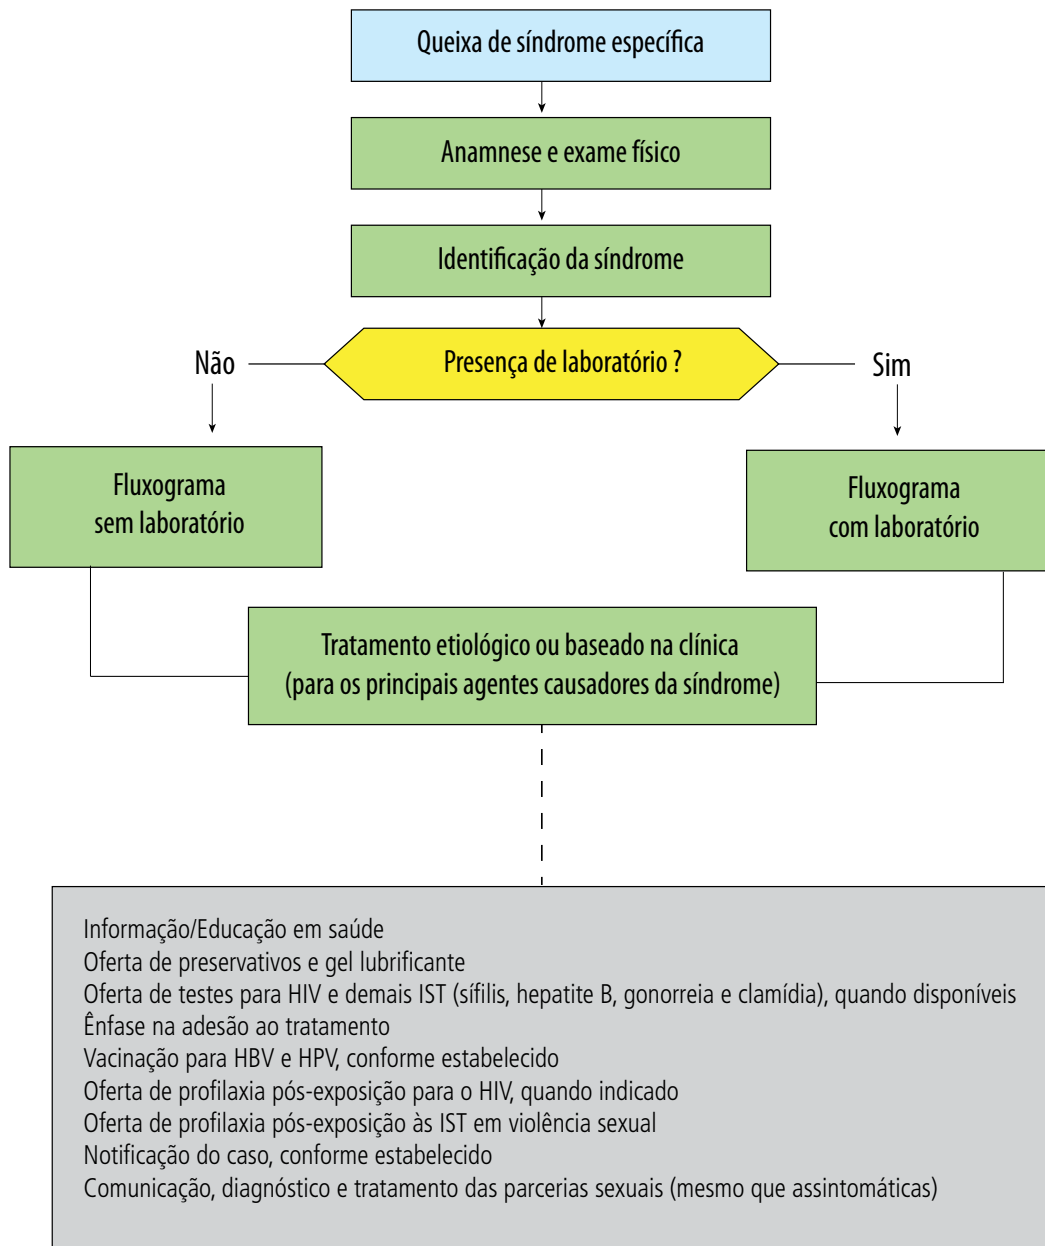 Queixa de síndrome específica
Anamnese e exame físico
Identificação da síndrome
Não
Presença de laboratório ?
Sim
Fluxograma
sem laboratório
Fluxograma
com laboratório
Tratamento etiológico ou baseado na clínica
(para os principais agentes causadores da síndrome)
Informação/Educação em saúde
Oferta de preservativos e gel lubrificante
Oferta de testes para HIV e demais IST (sífilis, hepatite B, gonorreia e clamídia), quando disponíveis
Ênfase na adesão ao tratamento
Vacinação para HBV e HPV, conforme estabelecido
Oferta de profilaxia pós-exposição para o HIV, quando indicado
Oferta de profilaxia pós-exposição às IST em violência sexual
Notificação do caso, conforme estabelecido
Comunicação, diagnóstico e tratamento das parcerias sexuais (mesmo que assintomáticas)